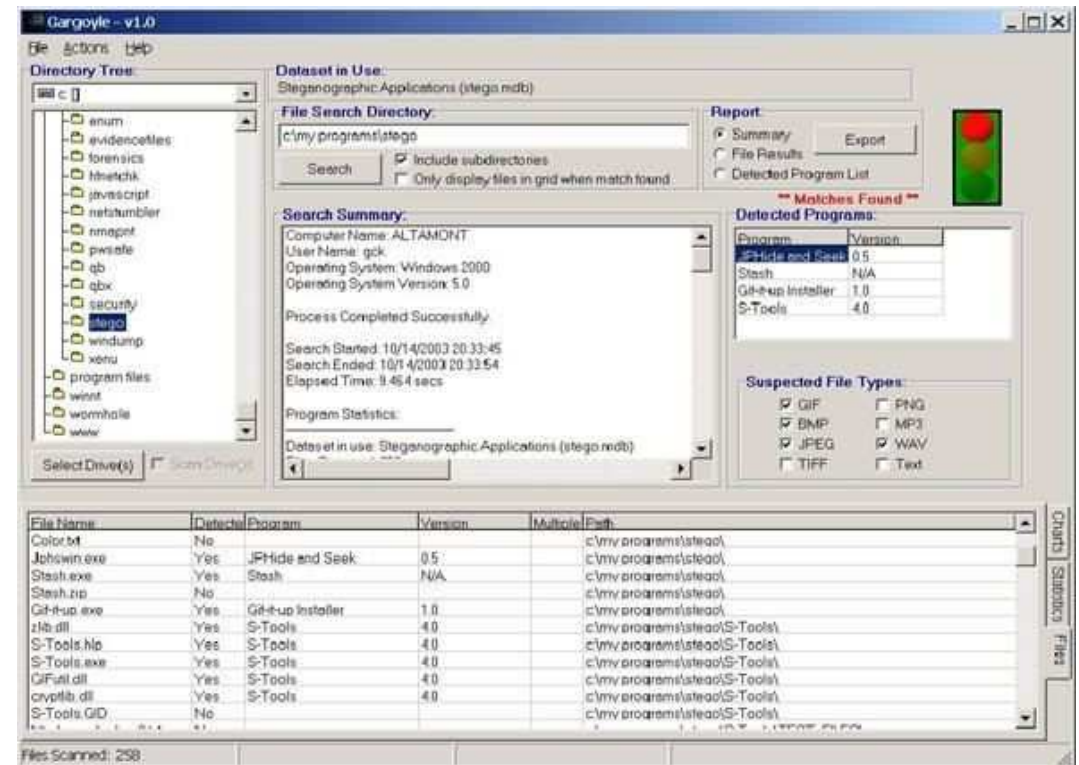 Gargoyle - v1.0
File Actions Help
Directory Tree:
c []
enum
evidencefiles
forensics
hfnetchk
javascript
netstumbler
nmapnt
pwsafe
qb
qbx
security
stego
windump
xenu
program files
winnt
wormhole
www
Select Drive(s) Scan Drive(s)
Dataset in Use:
Steganographic Applications (stego.mdb)
File Search Directory:
c:\my programs\stego
Search
Include subdirectories
Only display files in grid when match found
Report:
Summary
File Results
Detected Program List
Export
** Matches Found **
Search Summary:
Computer Name: ALTAMONT
User Name: gck
Operating System: Windows 2000
Operating System Version: 5.0
Process Completed Successfully
Search Started: 10/14/2003 20:33:45
Search Ended: 10/14/2003 20:33:54
Elapsed Time: 9.464 secs
Program Statistics:
Dataset in use: Steganographic Applications (stego.mdb)
Detected Programs:
Program Version
JPHide and Seek 0.5
Stash N/A
Gif-it-up Installer 1.0
S-Tools 4.0
Suspected File Types:
GIF PNG
BMP MP3
JPEG WAV
TIFF Text
File Name Detecte Program Version Multiple Path
Color.txt No c:\my programs\stego\
Jphswin.exe Yes JPHide and Seek 0.5 c:\my programs\stego\
Stash.exe Yes Stash N/A c:\my programs\stego\
Stash.zip No c:\my programs\stego\
Gif-it-up.exe Yes Gif-it-up Installer 1.0 c:\my programs\stego\
zlib.dll Yes S-Tools 4.0 c:\my programs\stego\S-Tools\
S-Tools.hlp Yes S-Tools 4.0 c:\my programs\stego\S-Tools\
S-Tools.exe Yes S-Tools 4.0 c:\my programs\stego\S-Tools\
GIFutil.dll Yes S-Tools 4.0 c:\my programs\stego\S-Tools\
cryptlib.dll Yes S-Tools 4.0 c:\my programs\stego\S-Tools\
S-Tools.GID No c:\my programs\stego\S-Tools\
Charts
Statistics
Files
Files Scanned: 258